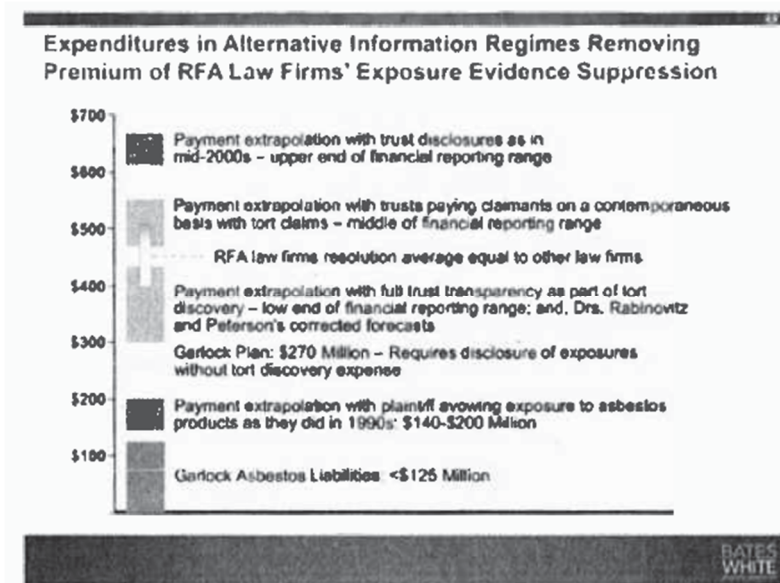 Expenditures in Alternative Information Regimes Removing
Premium of RFA Law Firms' Exposure Evidence Suppression
$700
Payment extrapolation with trust disclosures as in
mid-2000s – upper end of financial reporting range
$600
Payment extrapolation with trusts paying claimants on a contemporaneous
basis with tort claims – middle of financial reporting range
$500
RFA law firms resolution average equal to other law firms
$400
Payment extrapolation with full trust transparency as part of tort
discovery – low end of financial reporting range; and, Drs. Rabinovitz
and Peterson's corrected forecasts
$300
Garlock Plan: $270 Million – Requires disclosure of exposures
without tort discovery expense
$200
Payment extrapolation with plaintiff avowing exposure to asbestos
products as they did in 1990s: $140-$200 Million
$100
Garlock Asbestos Liabilities: <$125 Million
BATES
WHITE